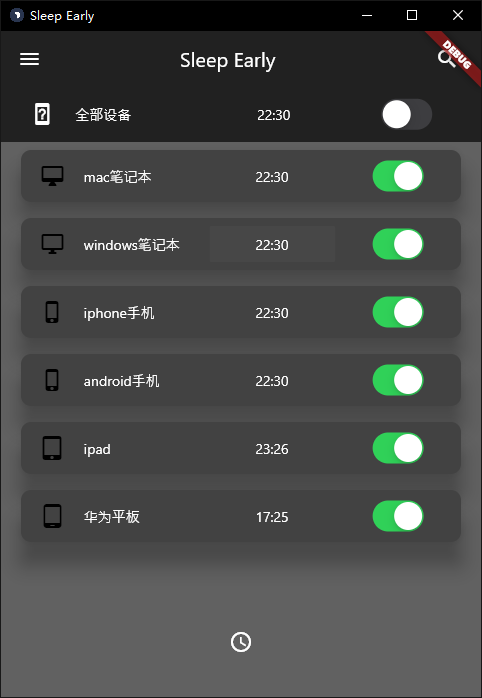 Sleep Early
Sleep Early
DEBUG
全部设备 22:30
mac笔记本 22:30
windows笔记本 22:30
iphone手机 22:30
android手机 22:30
ipad 23:26
华为平板 17:25